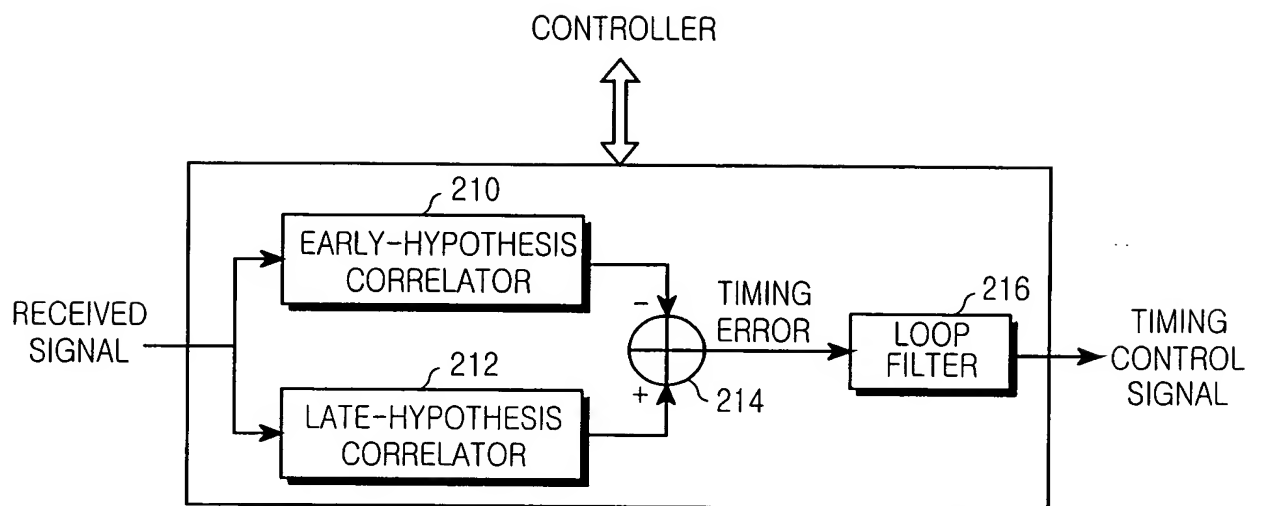 CONTROLLER
210
EARLY-HYPOTHESIS
CORRELATOR
RECEIVED
SIGNAL
-
TIMING
ERROR
216
LOOP
FILTER
TIMING
CONTROL
SIGNAL
212
+
214
LATE-HYPOTHESIS
CORRELATOR